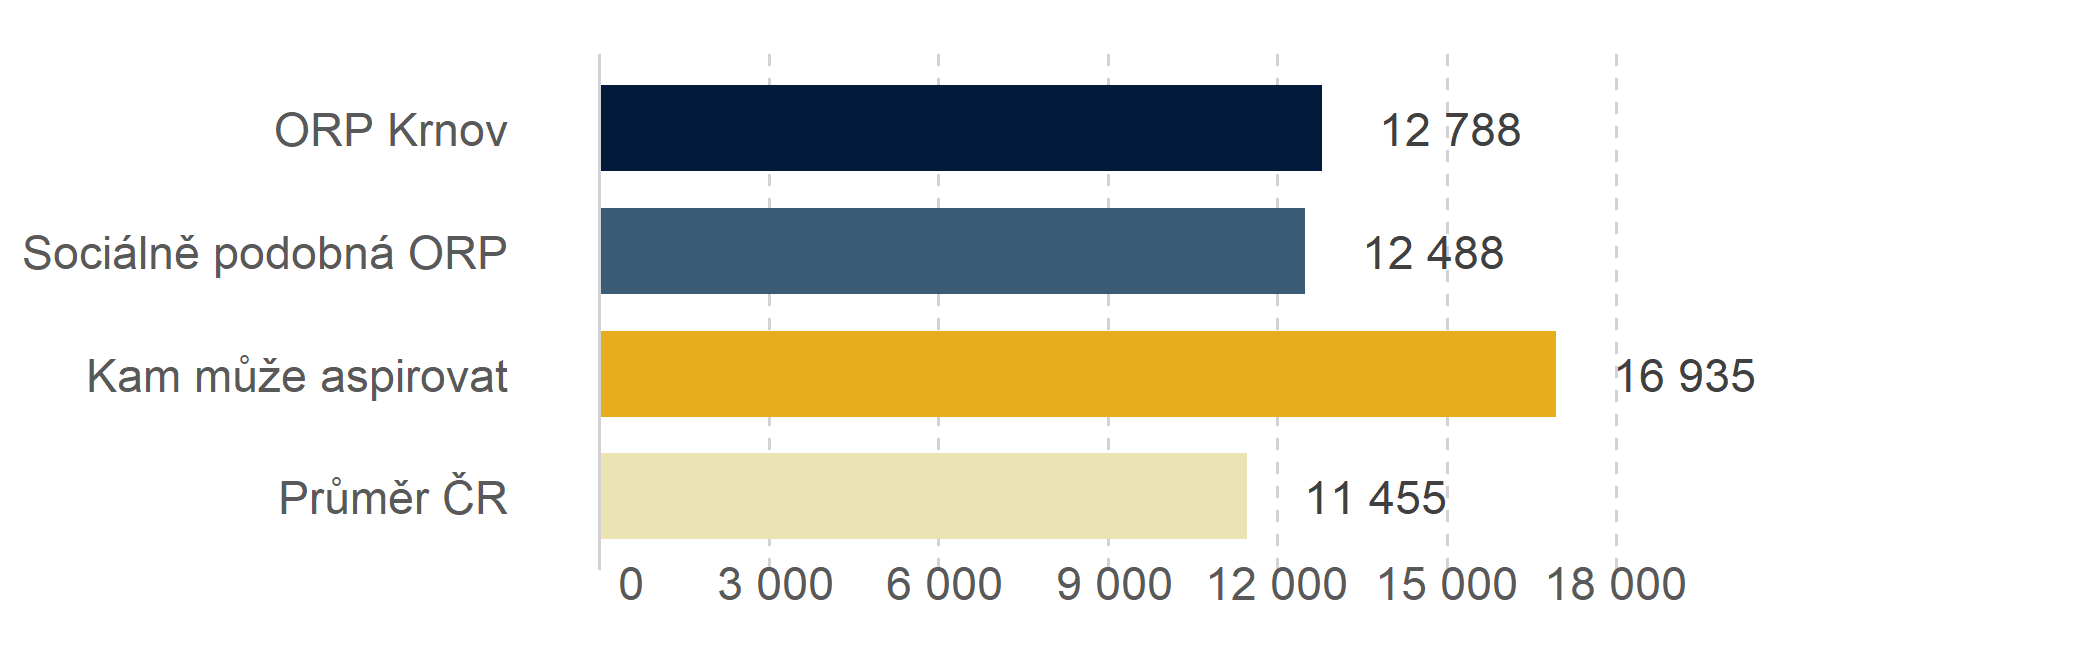 ORP Krnov 12 788
Sociálně podobná ORP 12 488
Kam může aspirovat 16 935
Průměr ČR 11 455
0 3 000 6 000 9 000 12 000 15 000 18 000